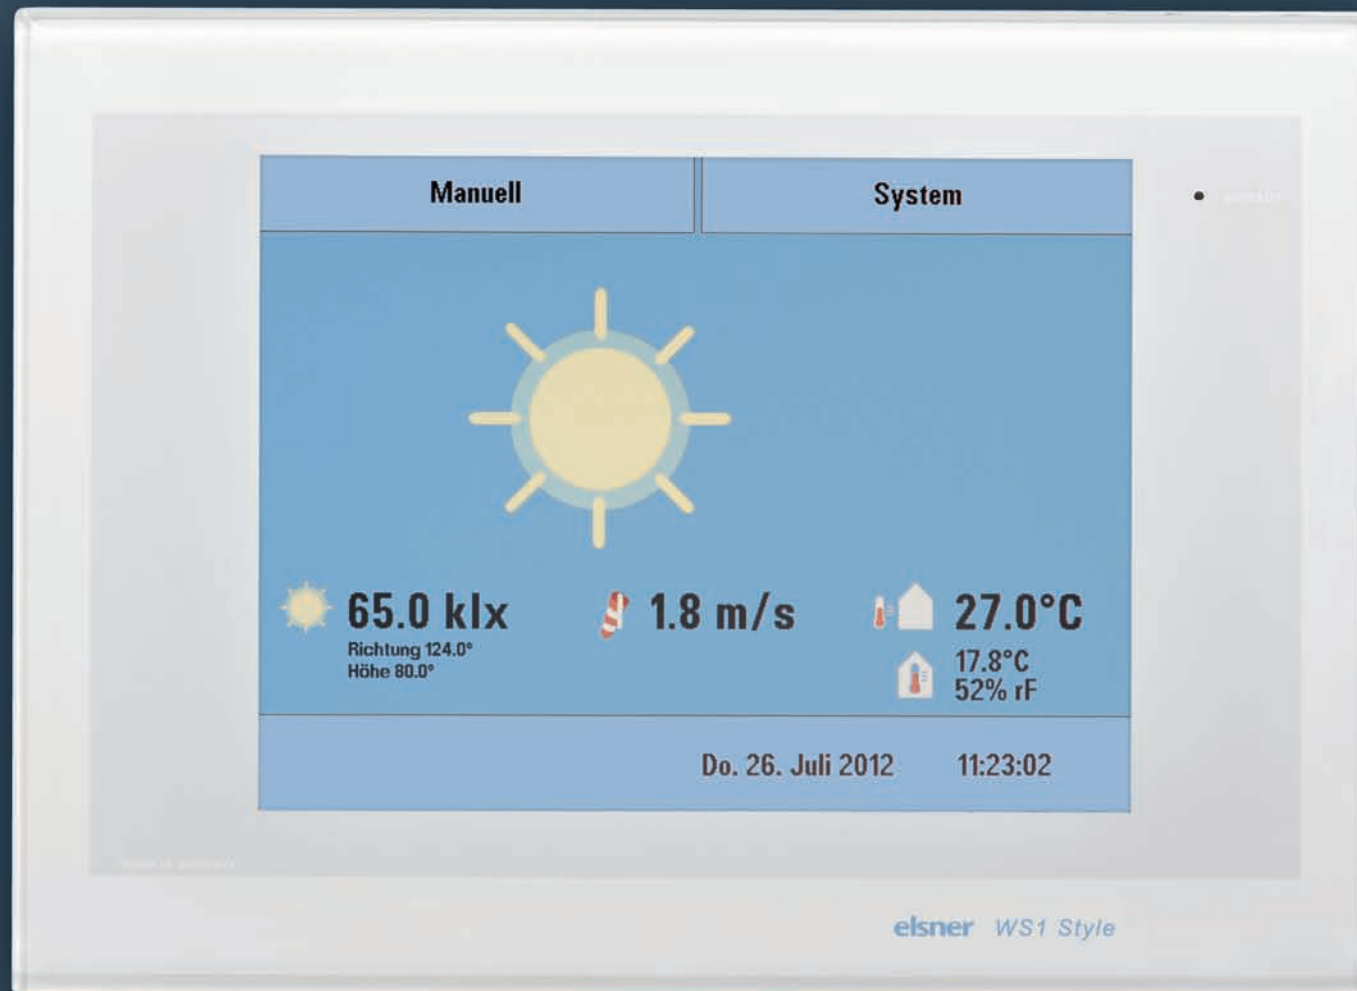 Manuell
System
65.0 klx
1.8 m/s
27.0°C
Richtung 124.0°
Höhe 80.0°
17.8°C
52% rF
Do. 26. Juli 2012 11:23:02
elsner WS1 Style